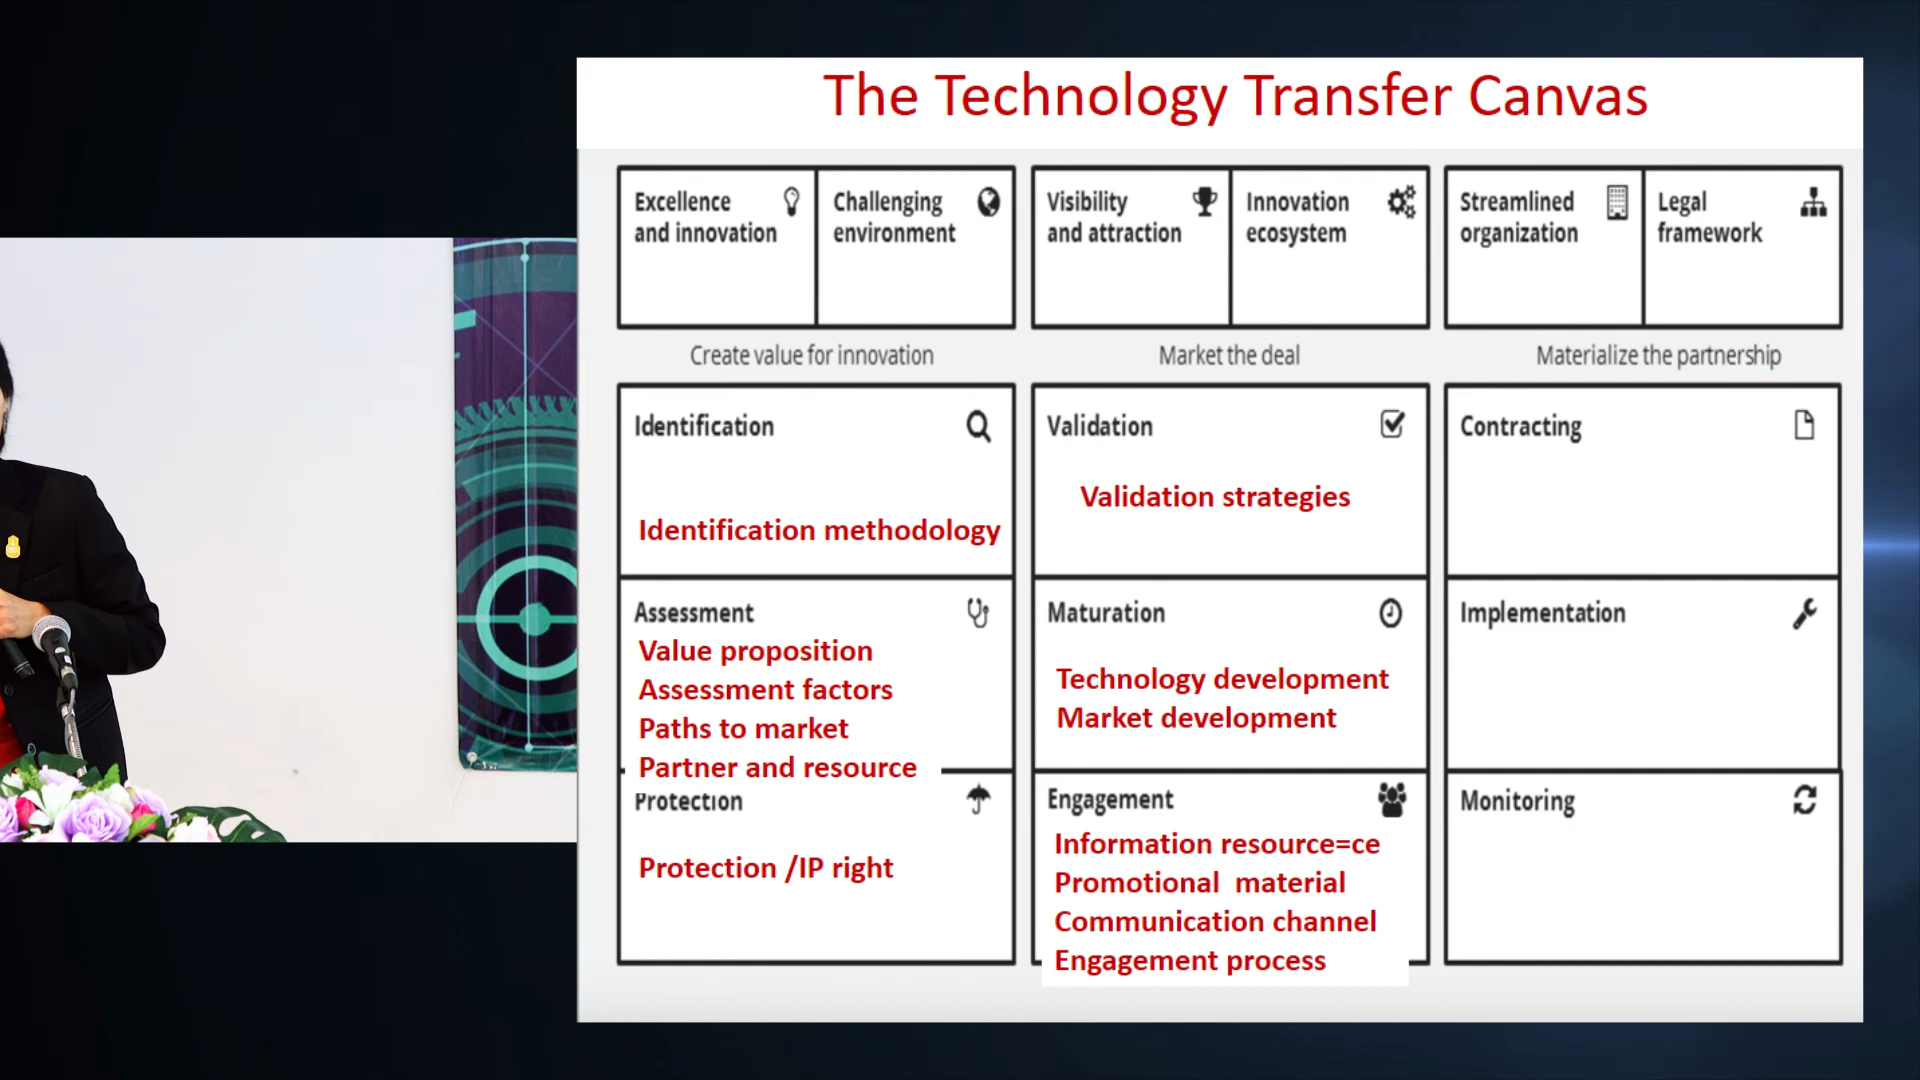 The Technology Transfer Canvas
Excellence
and innovation
Challenging
environment
Visibility
and attraction
Innovation
ecosystem
Streamlined
organization
Legal
framework
Create value for innovation
Market the deal
Materialize the partnership
Identification
Identification methodology
Validation
Validation strategies
Contracting
Assessment
Value proposition
Assessment factors
Paths to market
Partner and resource
Maturation
Technology development
Market development
Implementation
Protection
Protection /IP right
Engagement
Information resource=ce
Promotional  material
Communication channel
Engagement process
Monitoring